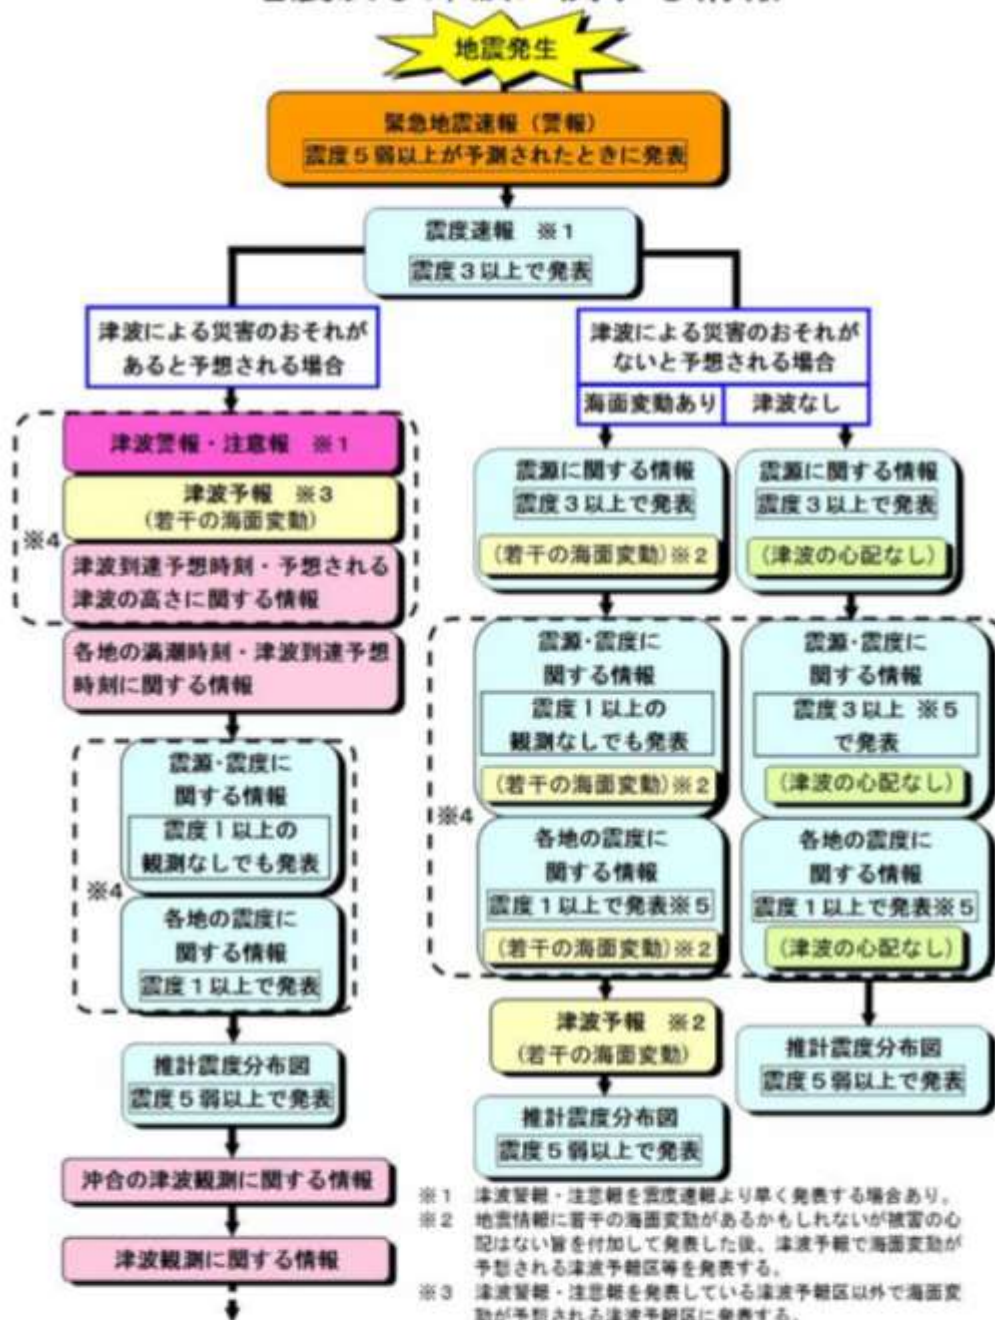 地震発生
緊急地震速報（警報）
震度５弱以上が予測されたときに発表
震度速報　※１
震度３以上で発表
津波による災害のおそれが
あると予想される場合
津波警報・注意報　※１
津波予報　※３
（若干の海面変動）
津波到達予想時刻・予想される
津波の高さに関する情報
※4
各地の満潮時刻・津波到達予想
時刻に関する情報
震源・震度に
関する情報
震度１以上の
観測なしでも発表
各地の震度に
関する情報
震度１以上で発表
※4
推計震度分布図
震度５弱以上で発表
沖合の津波観測に関する情報
津波観測に関する情報
津波による災害のおそれが
ないと予想される場合
海面変動あり
津波なし
震源に関する情報
震度３以上で発表
（若干の海面変動）※２
震源・震度に
関する情報
震度１以上の
観測なしでも発表
（若干の海面変動）※２
各地の震度に
関する情報
震度１以上で発表※５
（若干の海面変動）※２
※4
津波予報　※２
（若干の海面変動）
推計震度分布図
震度５弱以上で発表
震源に関する情報
震度３以上で発表
（津波の心配なし）
震源・震度に
関する情報
震度３以上　※５
で発表
（津波の心配なし）
各地の震度に
関する情報
震度１以上で発表※５
（津波の心配なし）
推計震度分布図
震度５弱以上で発表
※１　津波警報・注意報を震度速報より早く発表する場合あり。
※２　地震情報に若干の海面変動があるかもしれないが被害の心
配はない旨を付加して発表した後、津波予報で海面変動が
予想される津波予報区等を発表する。
※３　津波警報・注意報を発表している津波予報区以外で海面変
動が予想される津波予報区に発表する。